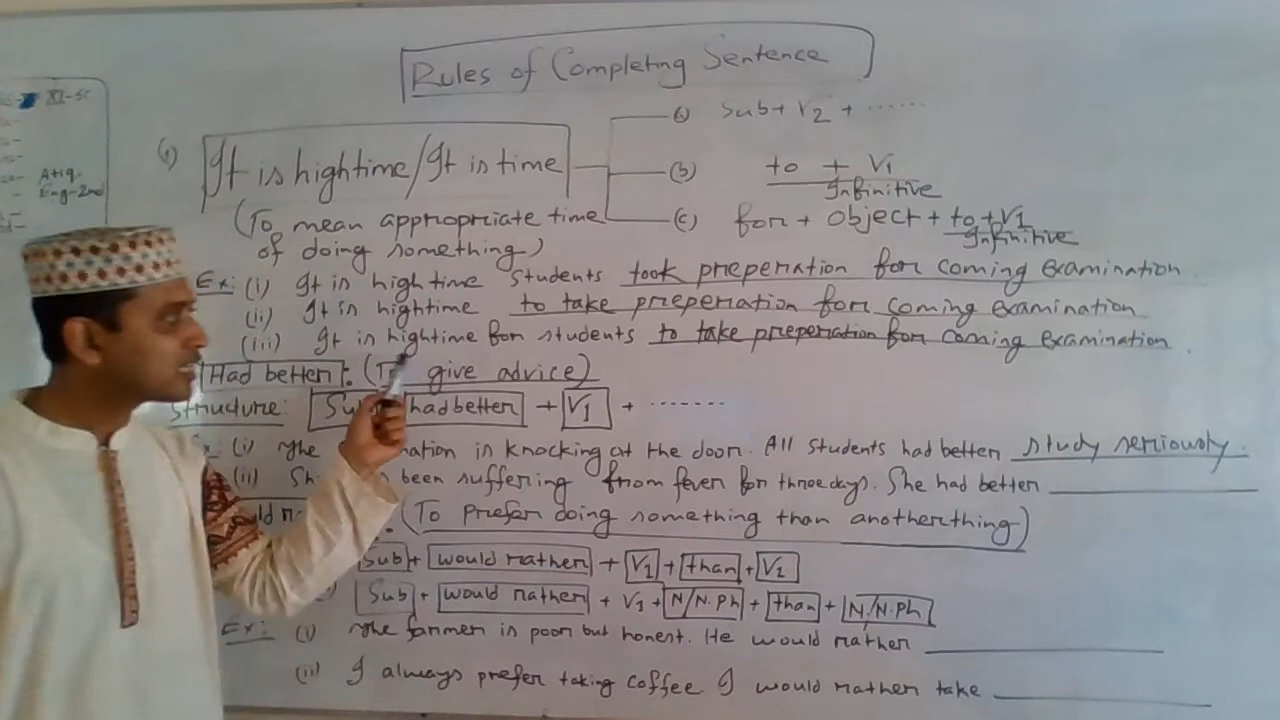 Rules of Completing Sentence
XI-sc
Atiq
Eng-2nd
(1) It is hightime/It is time
(a) Sub + V2 + ......
(b) to + V1
Infinitive
(c) for + object + to + V1
Infinitive
(To mean appropriate time
of doing something)
Ex: (i) It is high time students took preperation for coming examination
(ii) It is hightime to take preperation for coming examination
(iii) It is hightime for students to take preperation for coming examination.
Had better: (To give advice)
Structure: Sub had better + V1 + .......
(i) The nation is knocking at the door. All students had better study seriously.
(ii) Sh been suffering from fever for three days. She had better
(To prefer doing something than anotherthing)
Sub + would rather + V1 + than + V2
Sub + would rather + V1 + N/N.Ph + than + N/N.Ph
Ex: (i) The farmer is poor but honest. He would rather
(ii) I always prefer taking coffee I would rather take